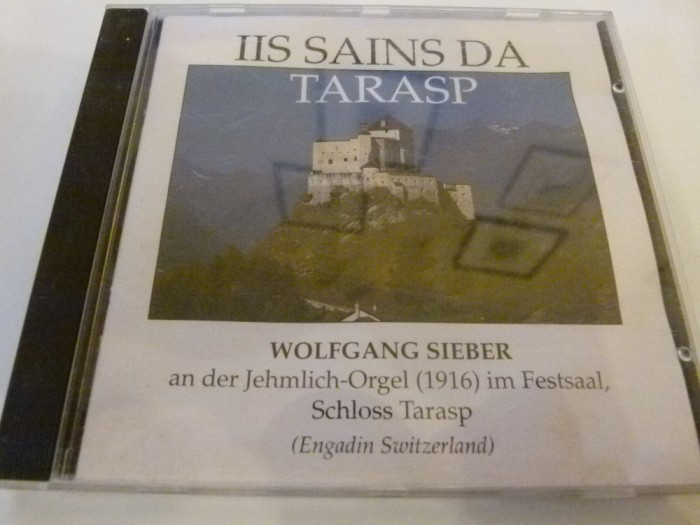 IIS SAINS DA
TARASP
WOLFGANG SIEBER
an der Jehmlich-Orgel (1916) im Festsaal,
Schloss Tarasp
(Engadin Switzerland)